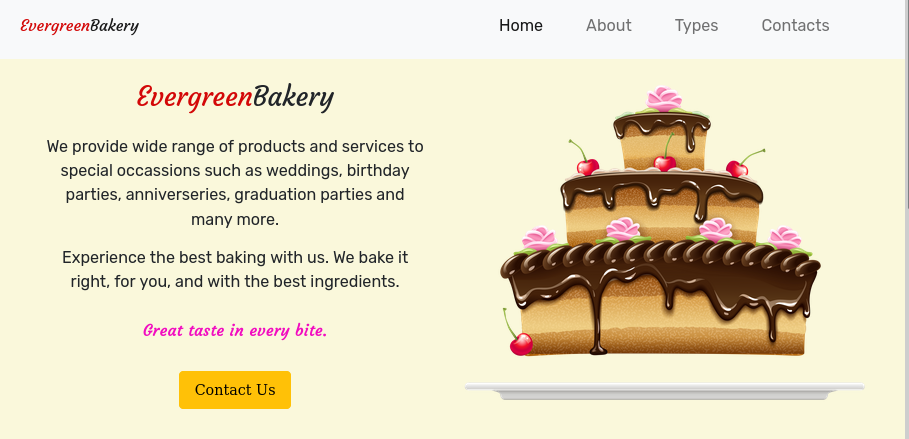 EvergreenBakery
Home About Types Contacts
EvergreenBakery
We provide wide range of products and services to
special occassions such as weddings, birthday
parties, anniverseries, graduation parties and
many more.
Experience the best baking with us. We bake it
right, for you, and with the best ingredients.
Great taste in every bite.
Contact Us